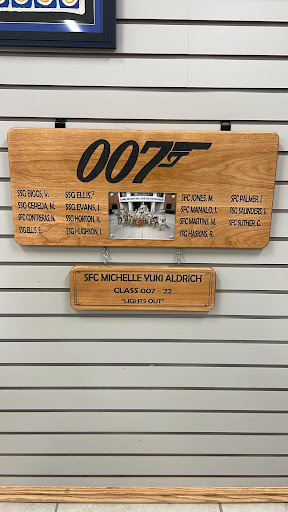 007
SSG BIGGS, V.
SSG CEPEDA, M.
SFC CONTRERAS, N.
SSG ELLIS, E.
SSG ELLIS,
SSG EVANS, J.
SSG HORTON, K.
SSG HUGHSON, J.
SFC JONES, M.
SFC MANALO, J.
SFC MARTINS, M.
SSG HASKINS, R.
SFC PALMER, J.
SSG SAUNDERS, L.
SFC SUTHER, C.
SFC MICHELLE YUKI ALDRICH
CLASS 007 - 22
"LIGHTS OUT"